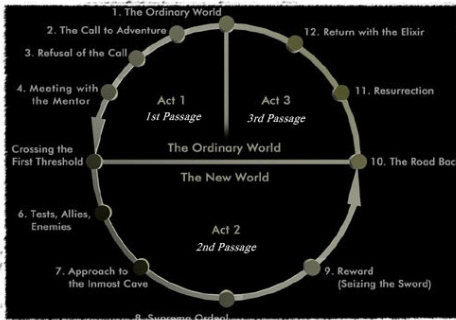 1. The Ordinary World
2. The Call to Adventure
3. Refusal of the Call
4. Meeting with
the Mentor
Crossing the
First Threshold
6. Tests, Allies,
Enemies
7. Approach to
the Inmost Cave
8. Supreme Ordeal
9. Reward
(Seizing the Sword)
10. The Road Bac
11. Resurrection
12. Return with the Elixir
Act 1
1st Passage
Act 3
3rd Passage
The Ordinary World
The New World
Act 2
2nd Passage